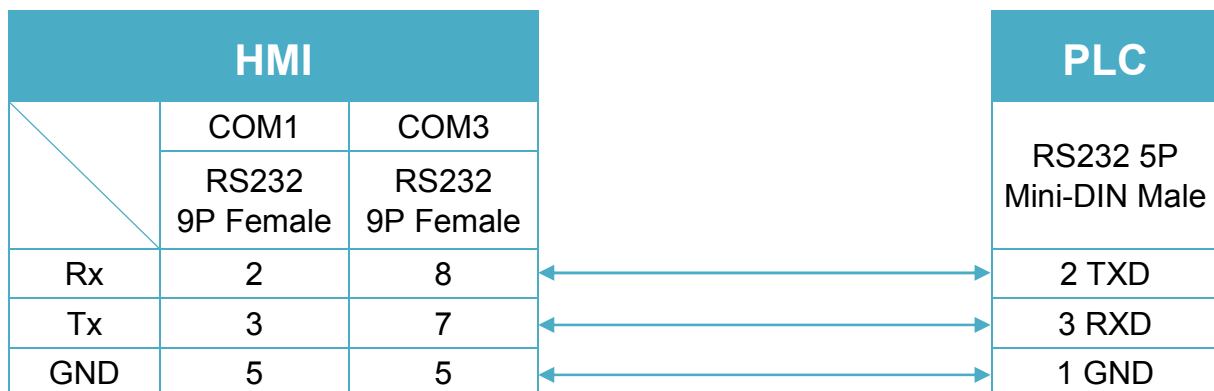 HMI PLC
COM1 COM3
RS232 5P
Mini-DIN Male
RS232
9P Female
RS232
9P Female
Rx 2 8 2 TXD
Tx 3 7 3 RXD
GND 5 5 1 GND